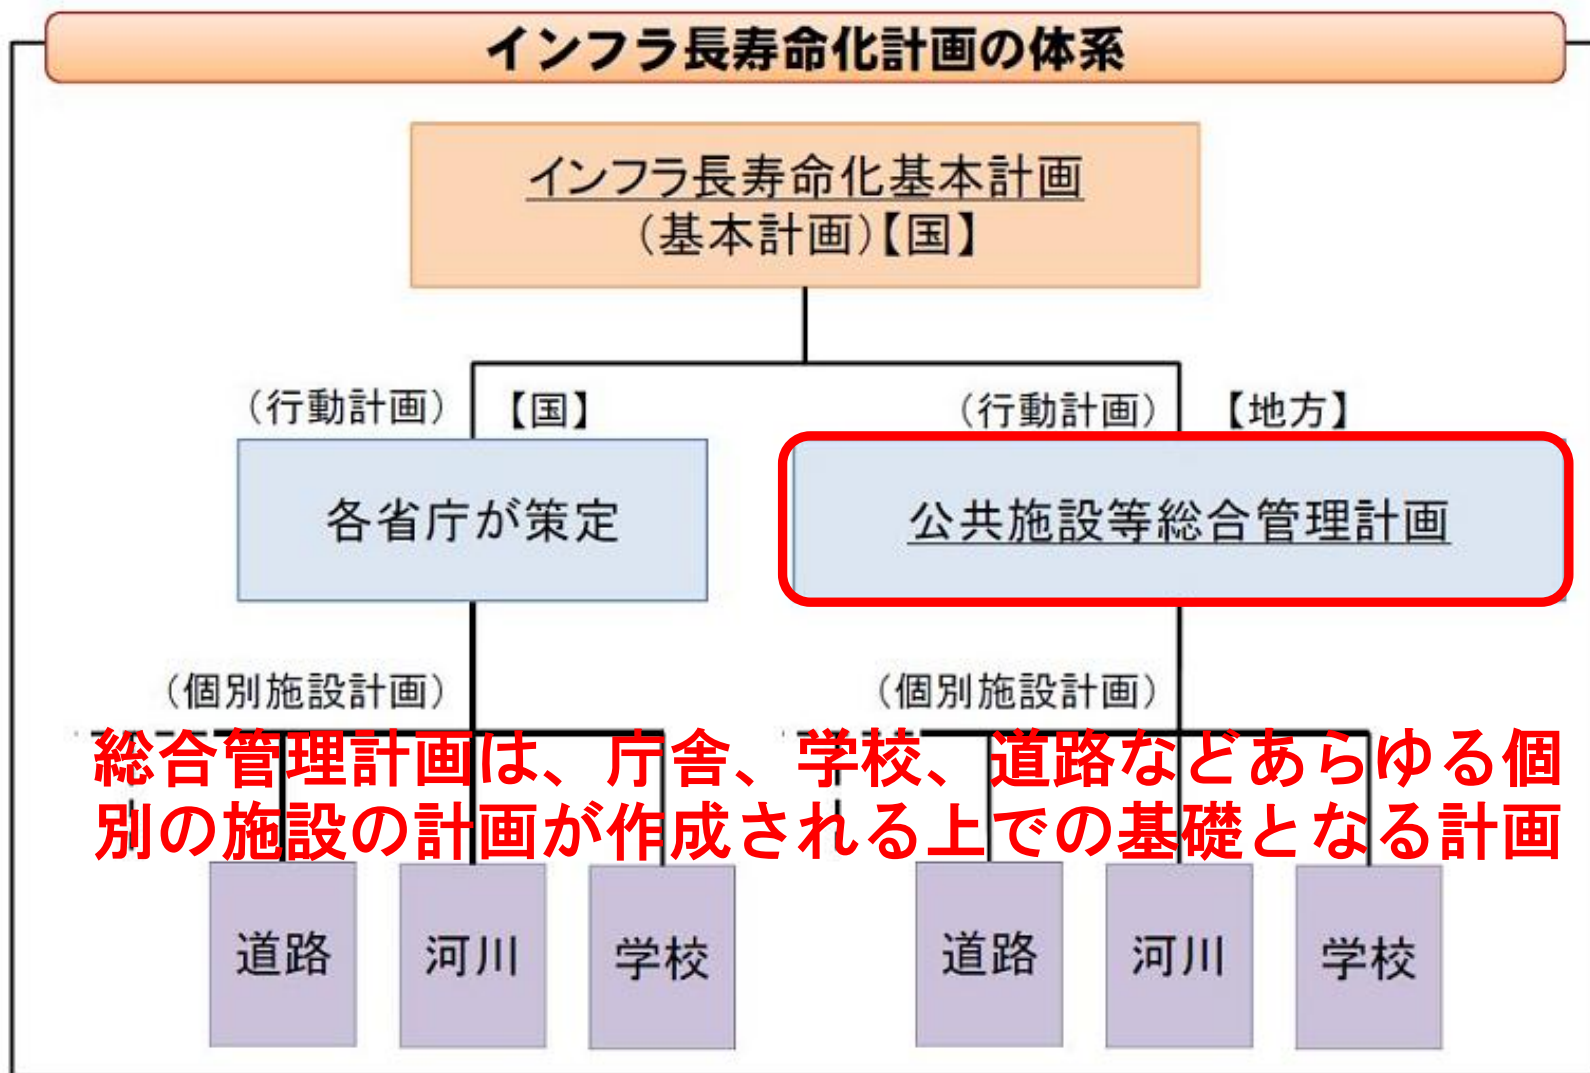 インフラ長寿命化計画の体系
インフラ長寿命化基本計画
(基本計画)【国】
(行動計画) 【国】
(行動計画) 【地方】
各省庁が策定
公共施設等総合管理計画
(個別施設計画)
(個別施設計画)
総合管理計画は、庁舎、学校、道路などあらゆる個
別の施設の計画が作成される上での基礎となる計画
道路 河川 学校
道路 河川 学校